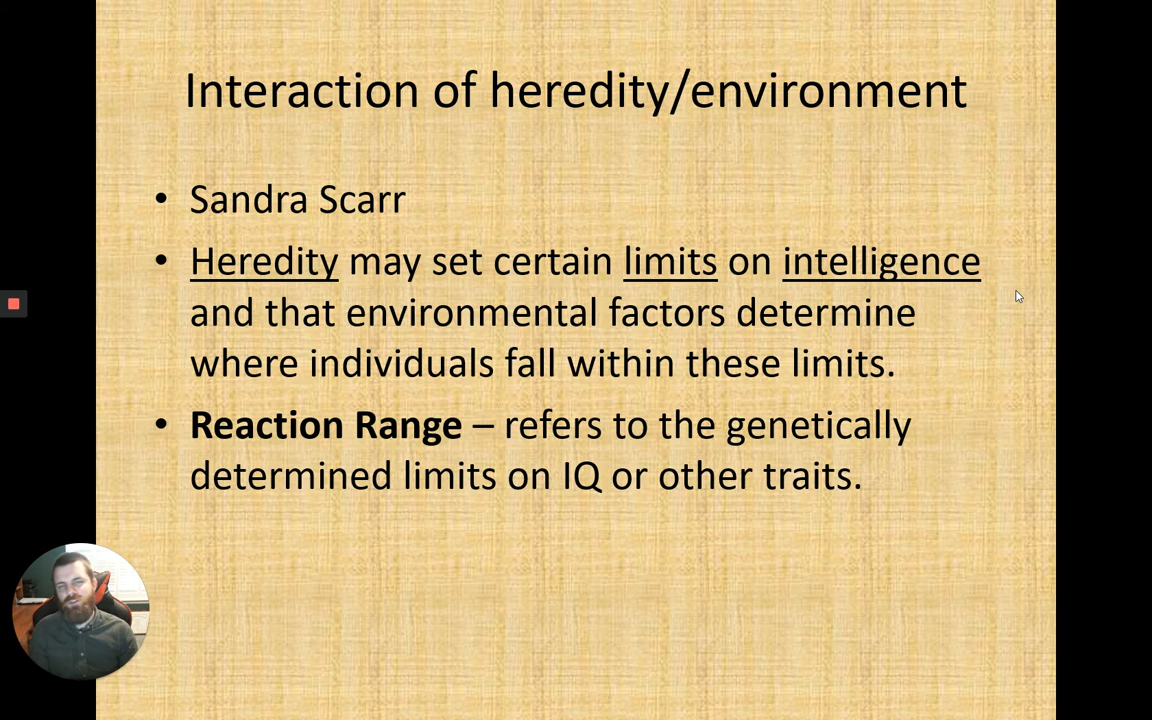 Interaction of heredity/environment
• Sandra Scarr
• Heredity may set certain limits on intelligence
and that environmental factors determine
where individuals fall within these limits.
• Reaction Range – refers to the genetically
determined limits on IQ or other traits.